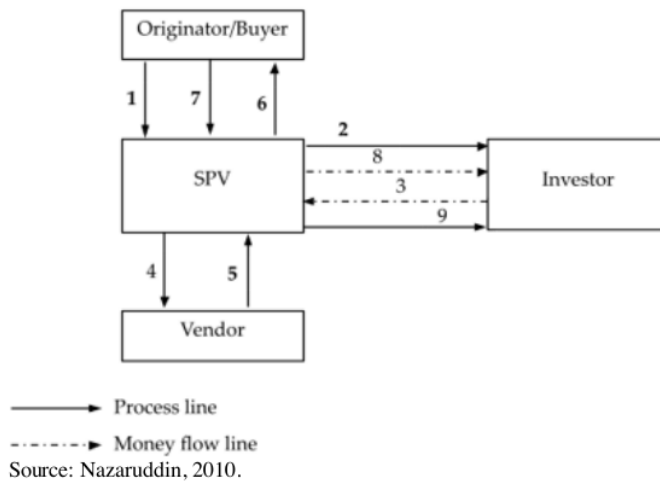 Originator/Buyer
1 7 6
2
8
SPV
3
Investor
9
4 5
Vendor
Process line
Money flow line
Source: Nazaruddin, 2010.